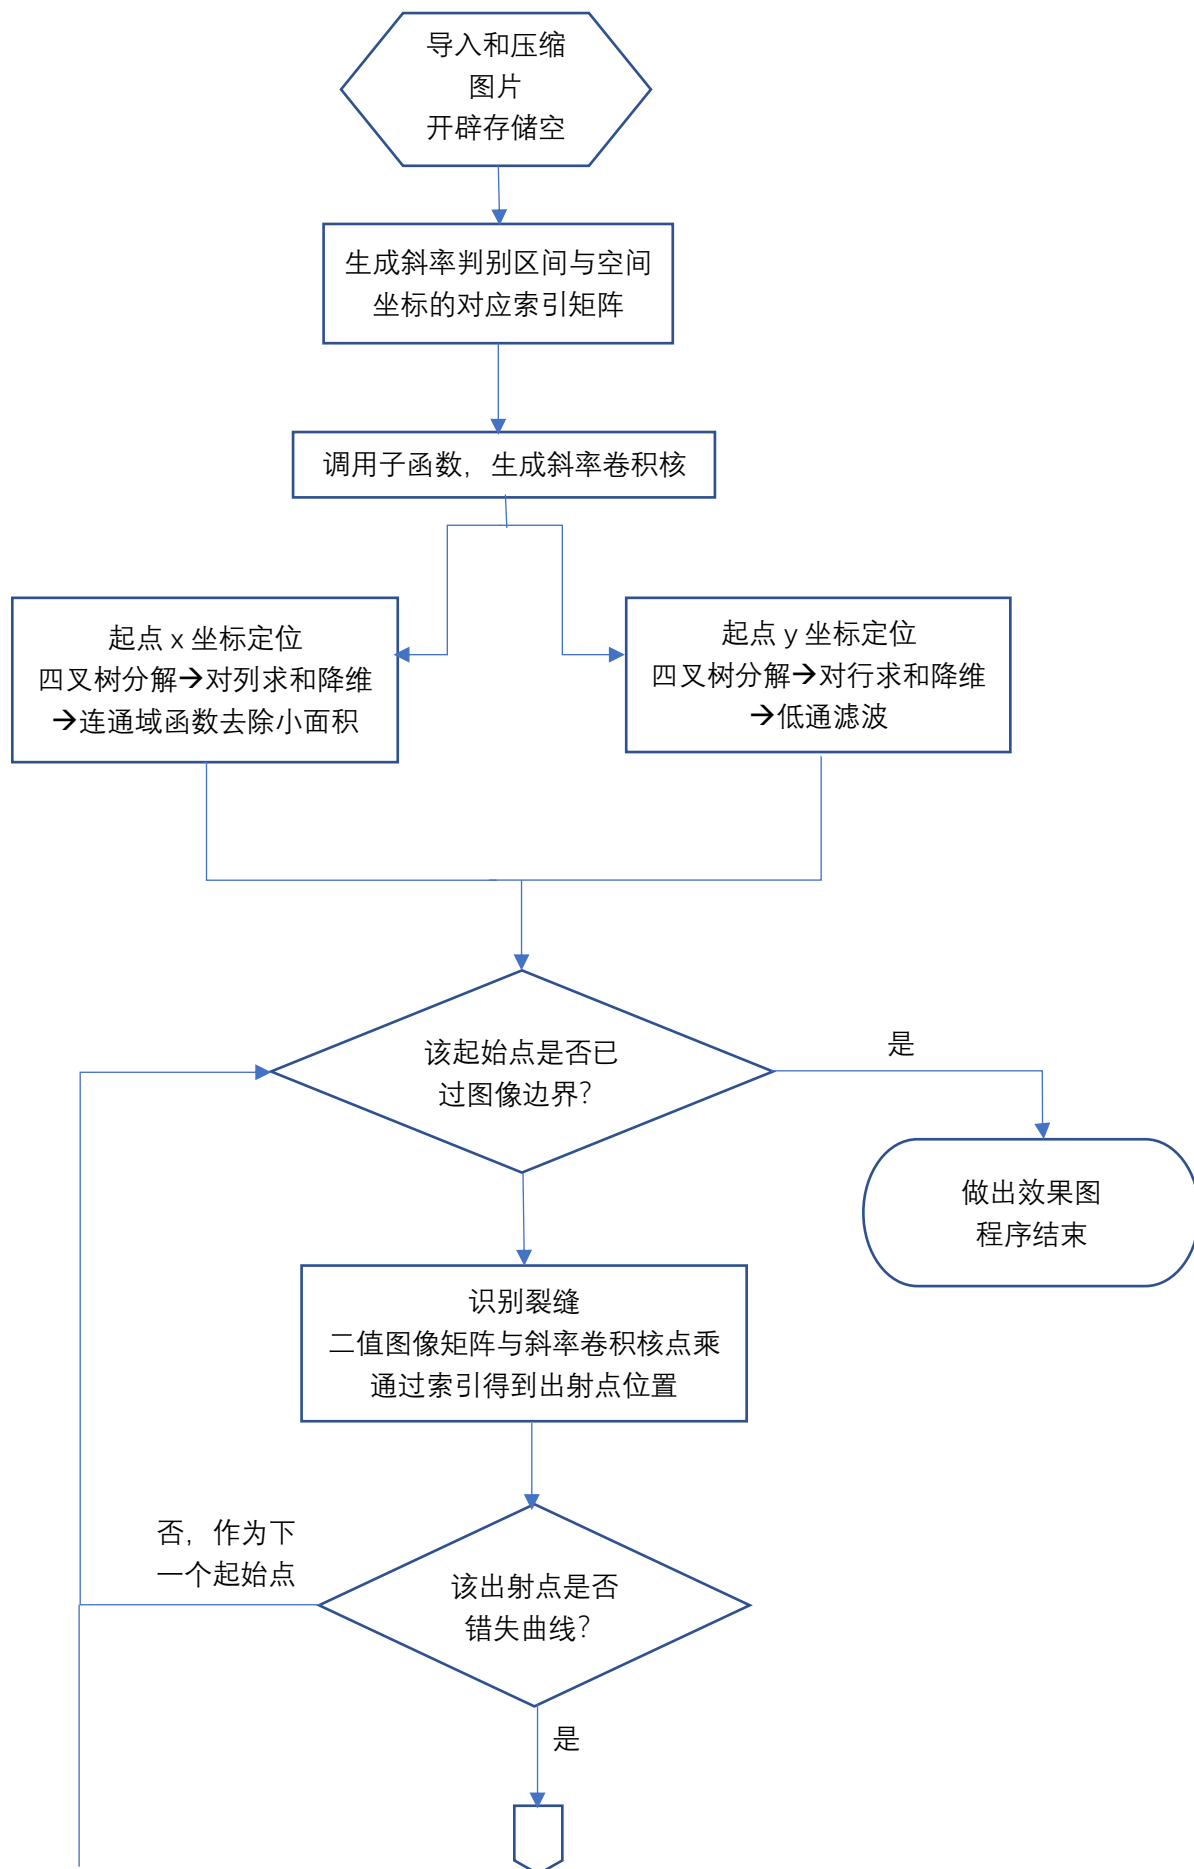 导入和压缩
图片
开辟存储空
生成斜率判别区间与空间
坐标的对应索引矩阵
调用子函数，生成斜率卷积核
起点 x 坐标定位
四叉树分解→对列求和降维
→连通域函数去除小面积
起点 y 坐标定位
四叉树分解→对行求和降维
→低通滤波
该起始点是否已
过图像边界？
是
做出效果图
程序结束
识别裂缝
二值图像矩阵与斜率卷积核点乘
通过索引得到出射点位置
否，作为下
一个起始点
该出射点是否
错失曲线？
是